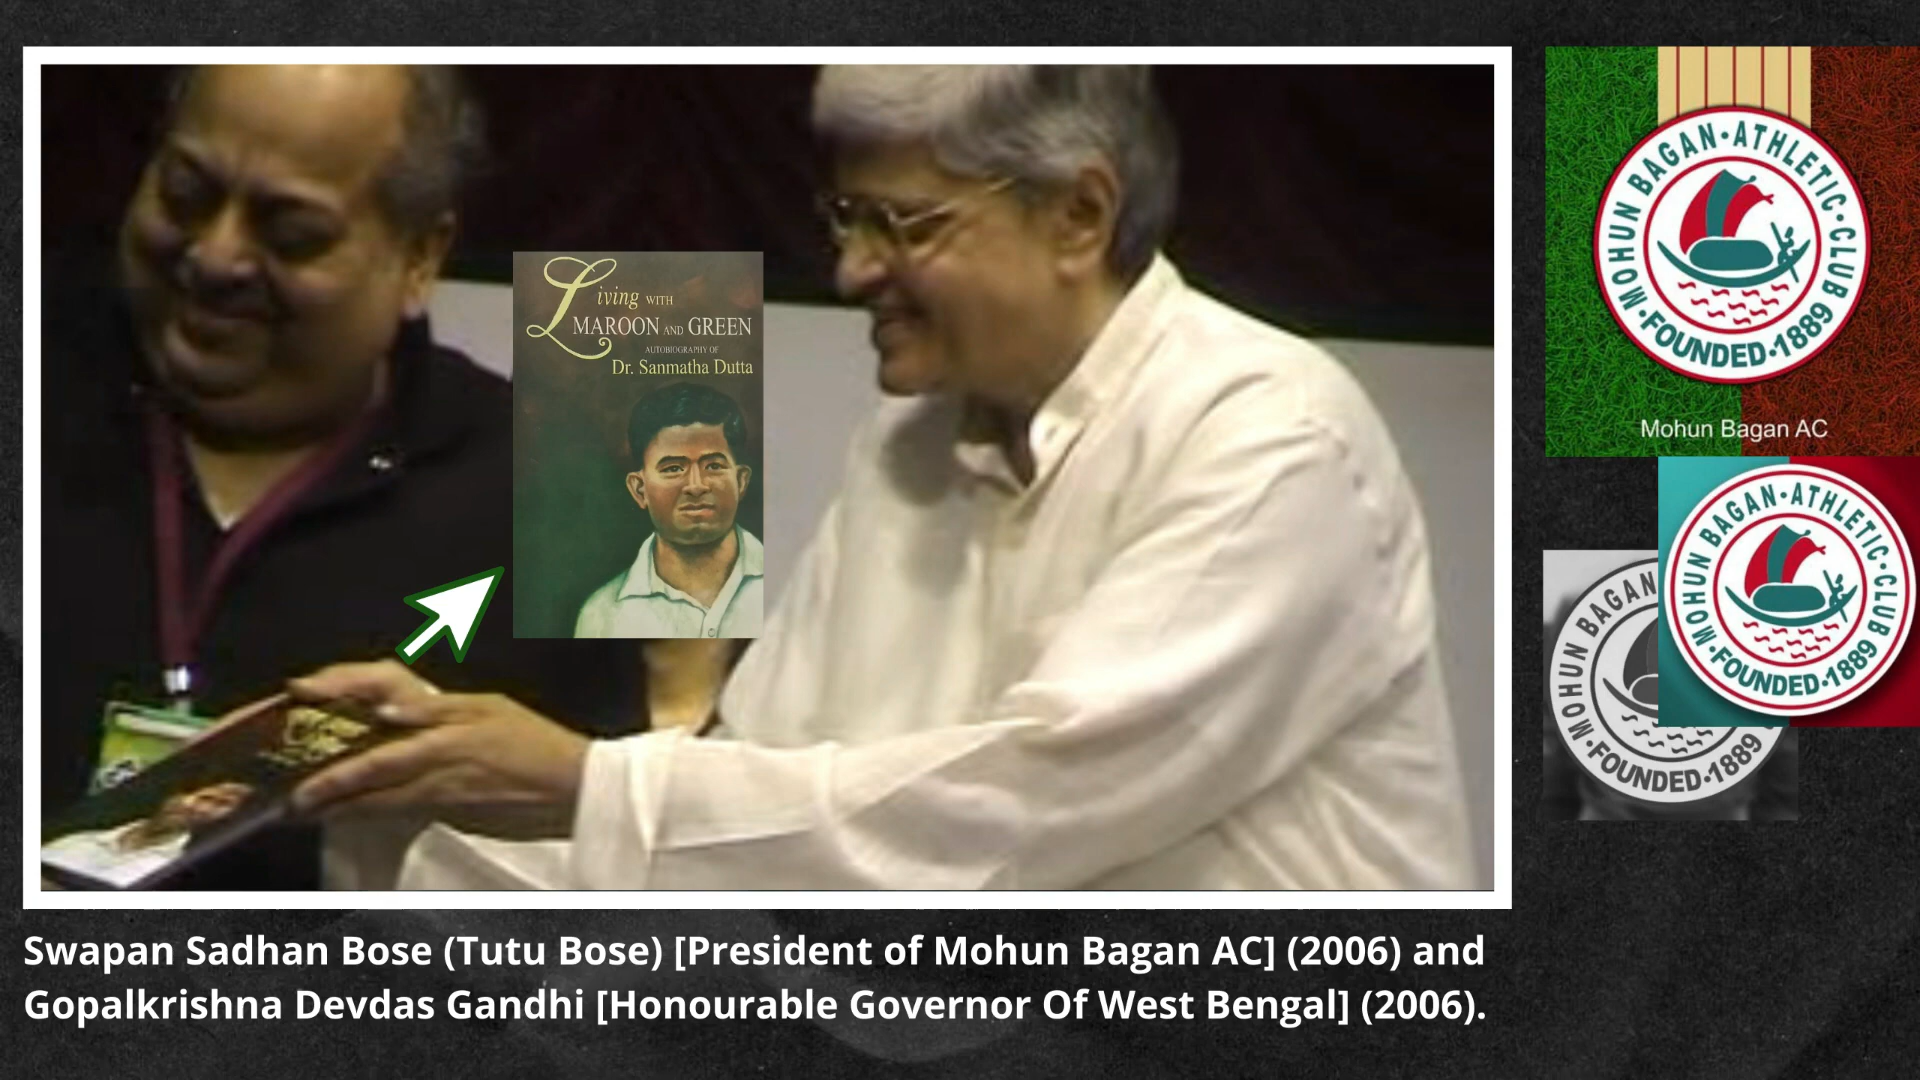 Living WITH
MAROON AND GREEN
AUTOBIOGRAPHY OF
Dr. Sanmatha Dutta
MOHUN BAGAN·ATHLETIC·CLUB
·FOUNDED·1889
Mohun Bagan AC
MOHUN BAGAN·ATHLETIC·CLUB
·FOUNDED·1889
MOHUN BAGAN
·FOUNDED·1889
Swapan Sadhan Bose (Tutu Bose) [President of Mohun Bagan AC] (2006) and
Gopalkrishna Devdas Gandhi [Honourable Governor Of West Bengal] (2006).